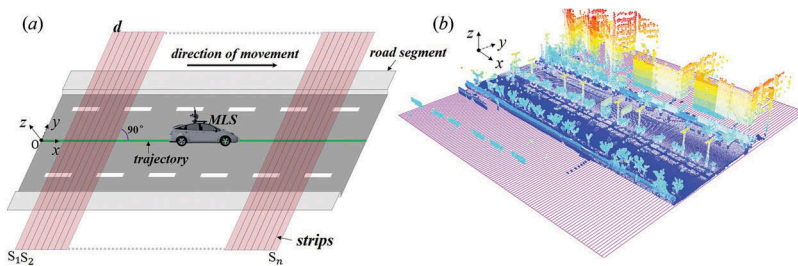 (a)
d
direction of movement
road segment
MLS
z
y
O
x
90°
trajectory
strips
S₁S₂
Sₙ
(b)
z
y
x